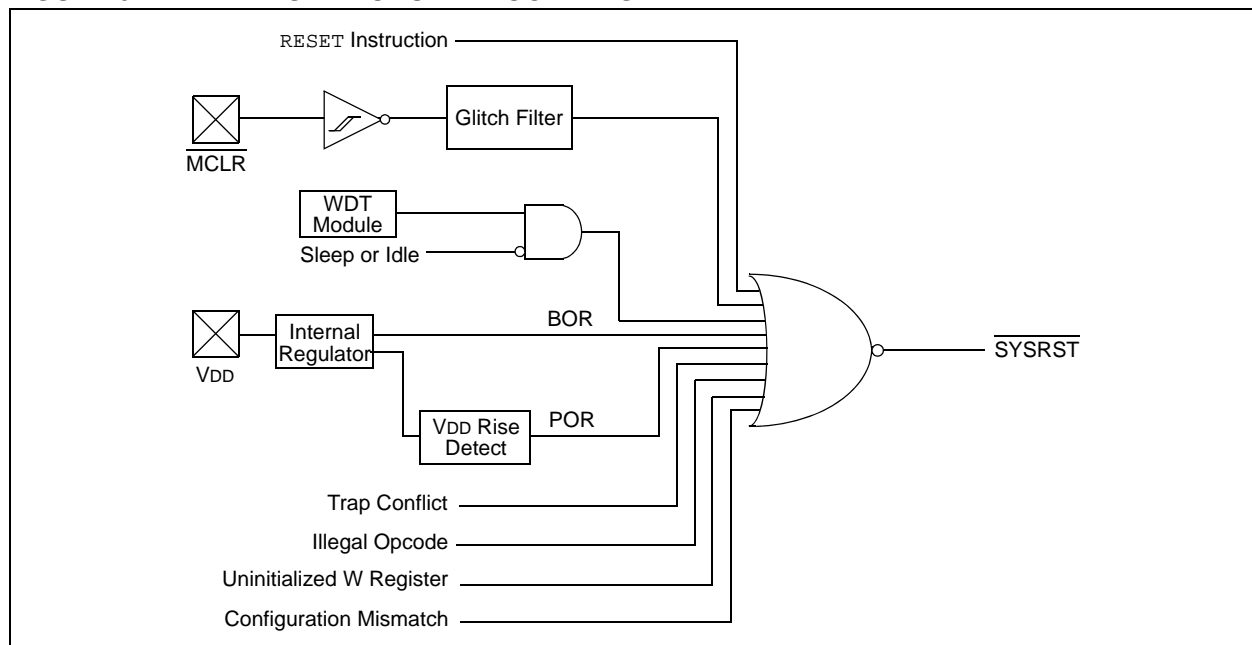 RESET Instruction
Glitch Filter
MCLR
WDT
Module
Sleep or Idle
BOR
Internal
Regulator
SYSRST
VDD
POR
VDD Rise
Detect
Trap Conflict
Illegal Opcode
Uninitialized W Register
Configuration Mismatch